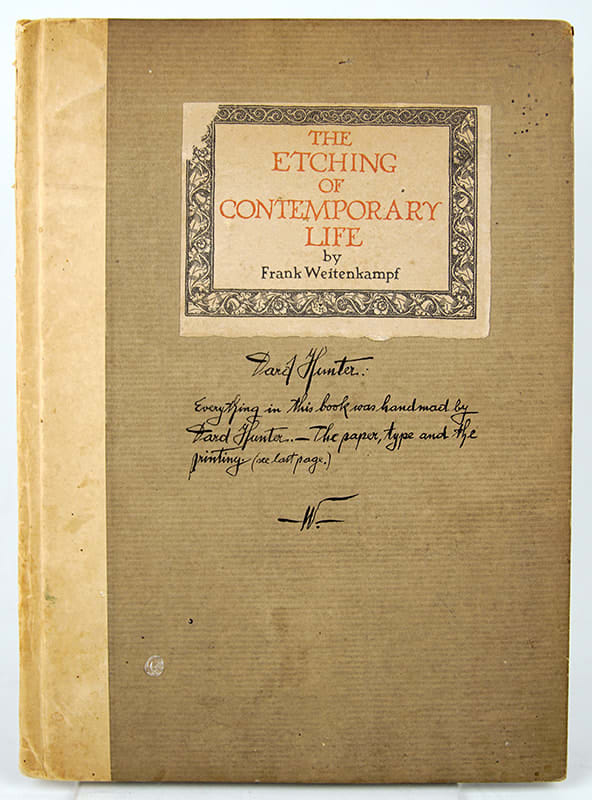 THE
ETCHING
OF
CONTEMPORARY
LIFE
by
Frank Weitenkampf
Dard Hunter.:
Everything in this book was handmad by
Dard Hunter.. — The paper, type and the
printing. (see last page.)
— W. —